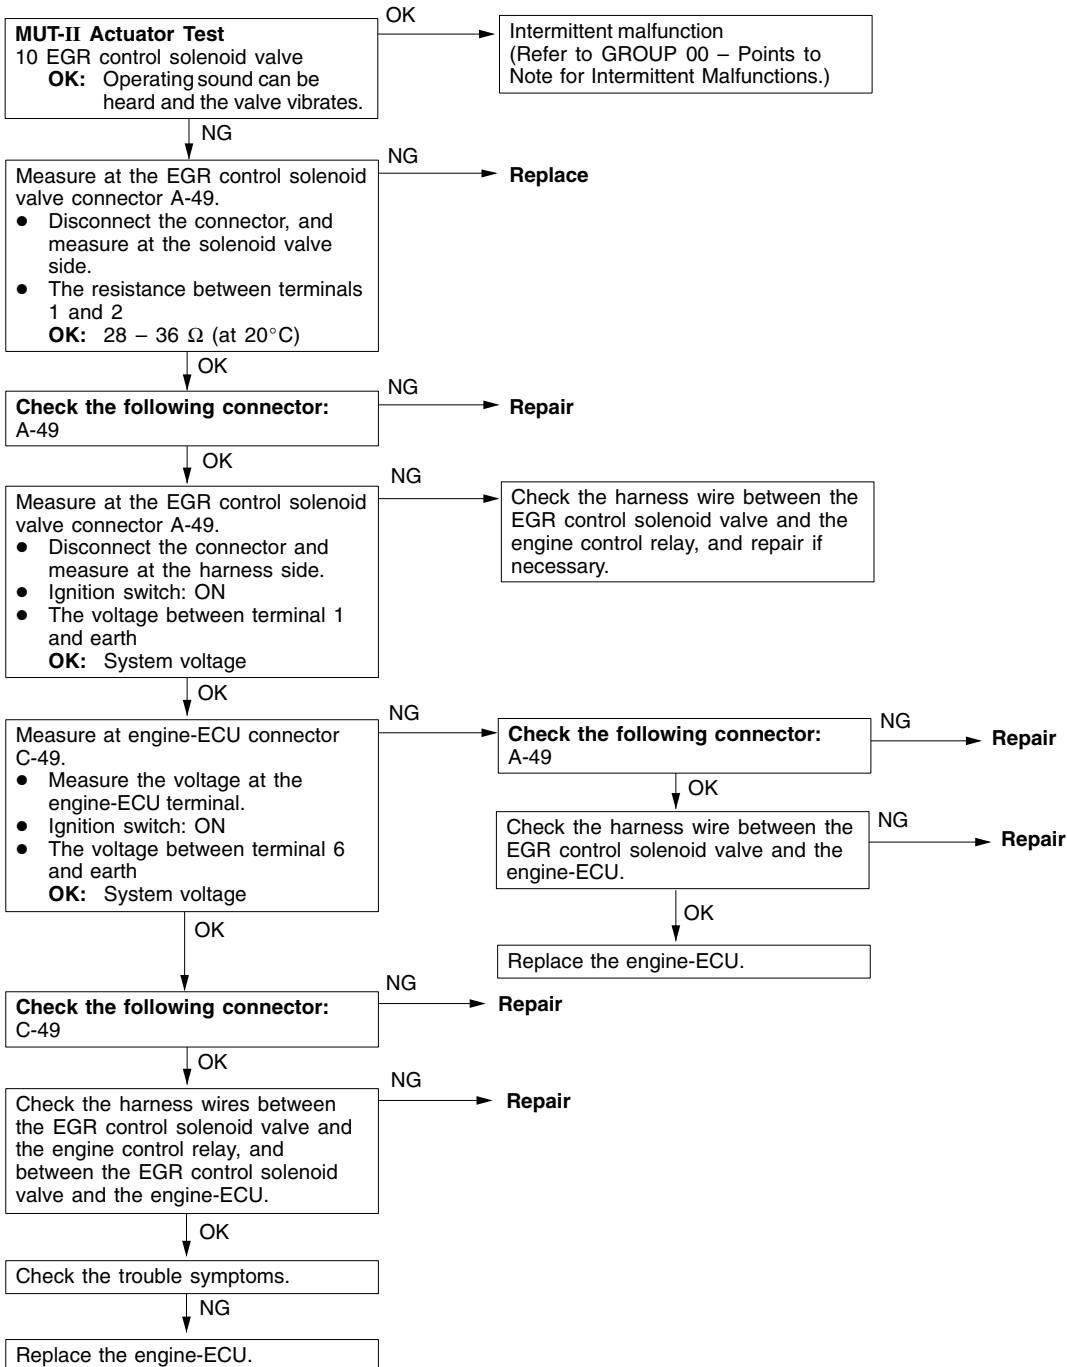 MUT-II Actuator Test
10 EGR control solenoid valve
OK: Operating sound can be
heard and the valve vibrates.
OK
Intermittent malfunction
(Refer to GROUP 00 – Points to
Note for Intermittent Malfunctions.)
NG
Measure at the EGR control solenoid
valve connector A-49.
● Disconnect the connector, and
measure at the solenoid valve
side.
● The resistance between terminals
1 and 2
OK: 28 – 36 Ω (at 20°C)
NG
Replace
OK
Check the following connector:
A-49
NG
Repair
OK
Measure at the EGR control solenoid
valve connector A-49.
● Disconnect the connector and
measure at the harness side.
● Ignition switch: ON
● The voltage between terminal 1
and earth
OK: System voltage
NG
Check the harness wire between the
EGR control solenoid valve and the
engine control relay, and repair if
necessary.
OK
Measure at engine-ECU connector
C-49.
● Measure the voltage at the
engine-ECU terminal.
● Ignition switch: ON
● The voltage between terminal 6
and earth
OK: System voltage
NG
Check the following connector:
A-49
NG
Repair
OK
Check the harness wire between the
EGR control solenoid valve and the
engine-ECU.
NG
Repair
OK
Replace the engine-ECU.
OK
Check the following connector:
C-49
NG
Repair
OK
Check the harness wires between
the EGR control solenoid valve and
the engine control relay, and
between the EGR control solenoid
valve and the engine-ECU.
NG
Repair
OK
Check the trouble symptoms.
NG
Replace the engine-ECU.